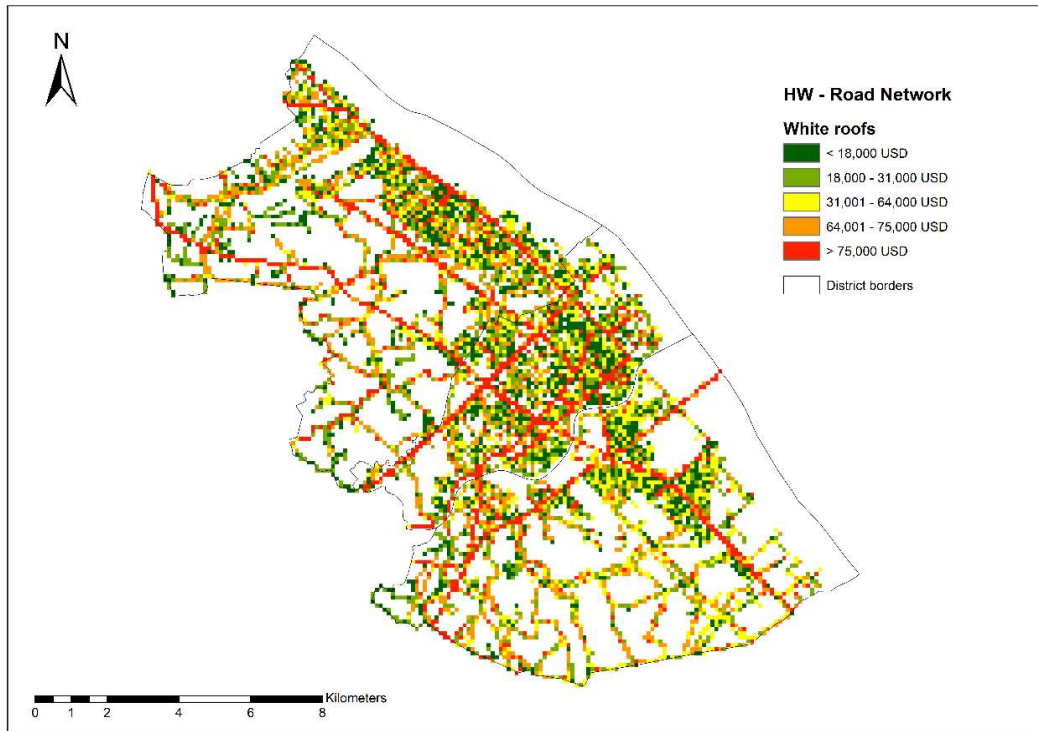 N
HW - Road Network
White roofs
< 18,000 USD
18,000 - 31,000 USD
31,001 - 64,000 USD
64,001 - 75,000 USD
> 75,000 USD
District borders
Kilometers
0 1 2 4 6 8